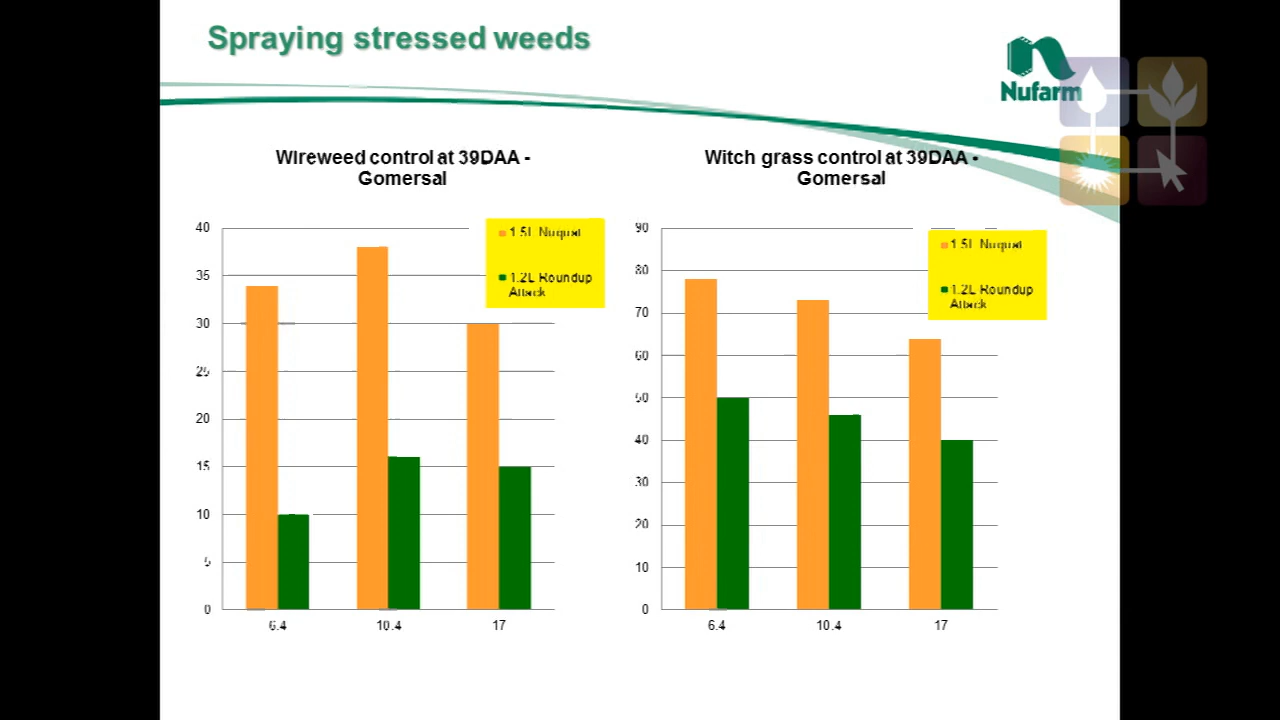 Spraying stressed weeds
Nufarm
Wireweed control at 39DAA -
Gomersal
40
35
30
25
20
15
10
5
0
6.4
10.4
17
1.5L Nuquat
1.2L Roundup
Attack
Witch grass control at 39DAA -
Gomersal
90
80
70
60
50
40
30
20
10
0
6.4
10.4
17
1.5L Nuquat
1.2L Roundup
Attack